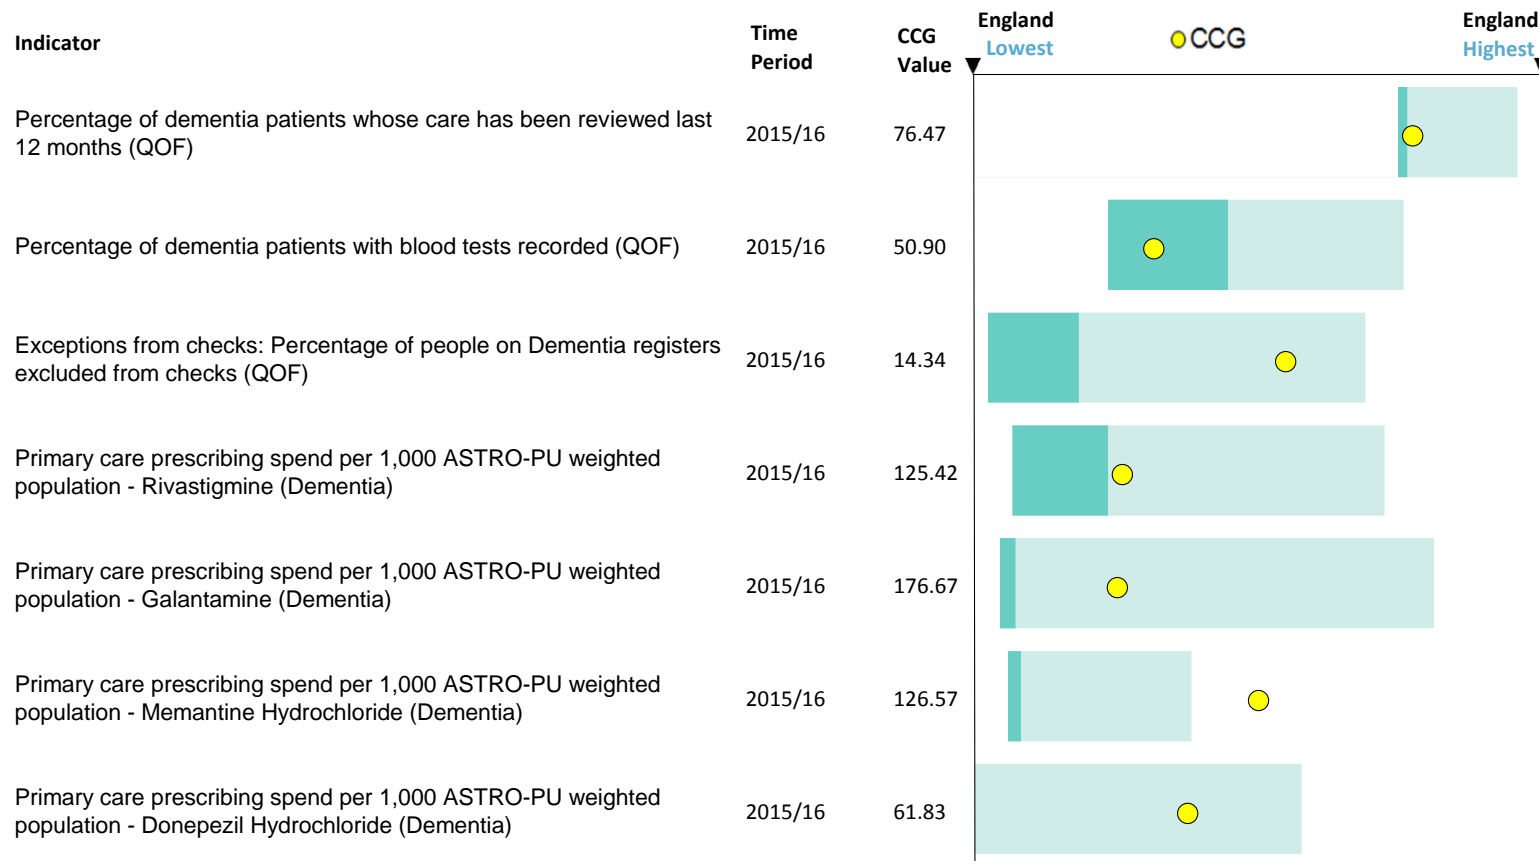 Indicator
Time Period
CCG Value
England Lowest
CCG
England Highest
Percentage of dementia patients whose care has been reviewed last
12 months (QOF)
2015/16
76.47
Percentage of dementia patients with blood tests recorded (QOF)
2015/16
50.90
Exceptions from checks: Percentage of people on Dementia registers
excluded from checks (QOF)
2015/16
14.34
Primary care prescribing spend per 1,000 ASTRO-PU weighted
population - Rivastigmine (Dementia)
2015/16
125.42
Primary care prescribing spend per 1,000 ASTRO-PU weighted
population - Galantamine (Dementia)
2015/16
176.67
Primary care prescribing spend per 1,000 ASTRO-PU weighted
population - Memantine Hydrochloride (Dementia)
2015/16
126.57
Primary care prescribing spend per 1,000 ASTRO-PU weighted
population - Donepezil Hydrochloride (Dementia)
2015/16
61.83